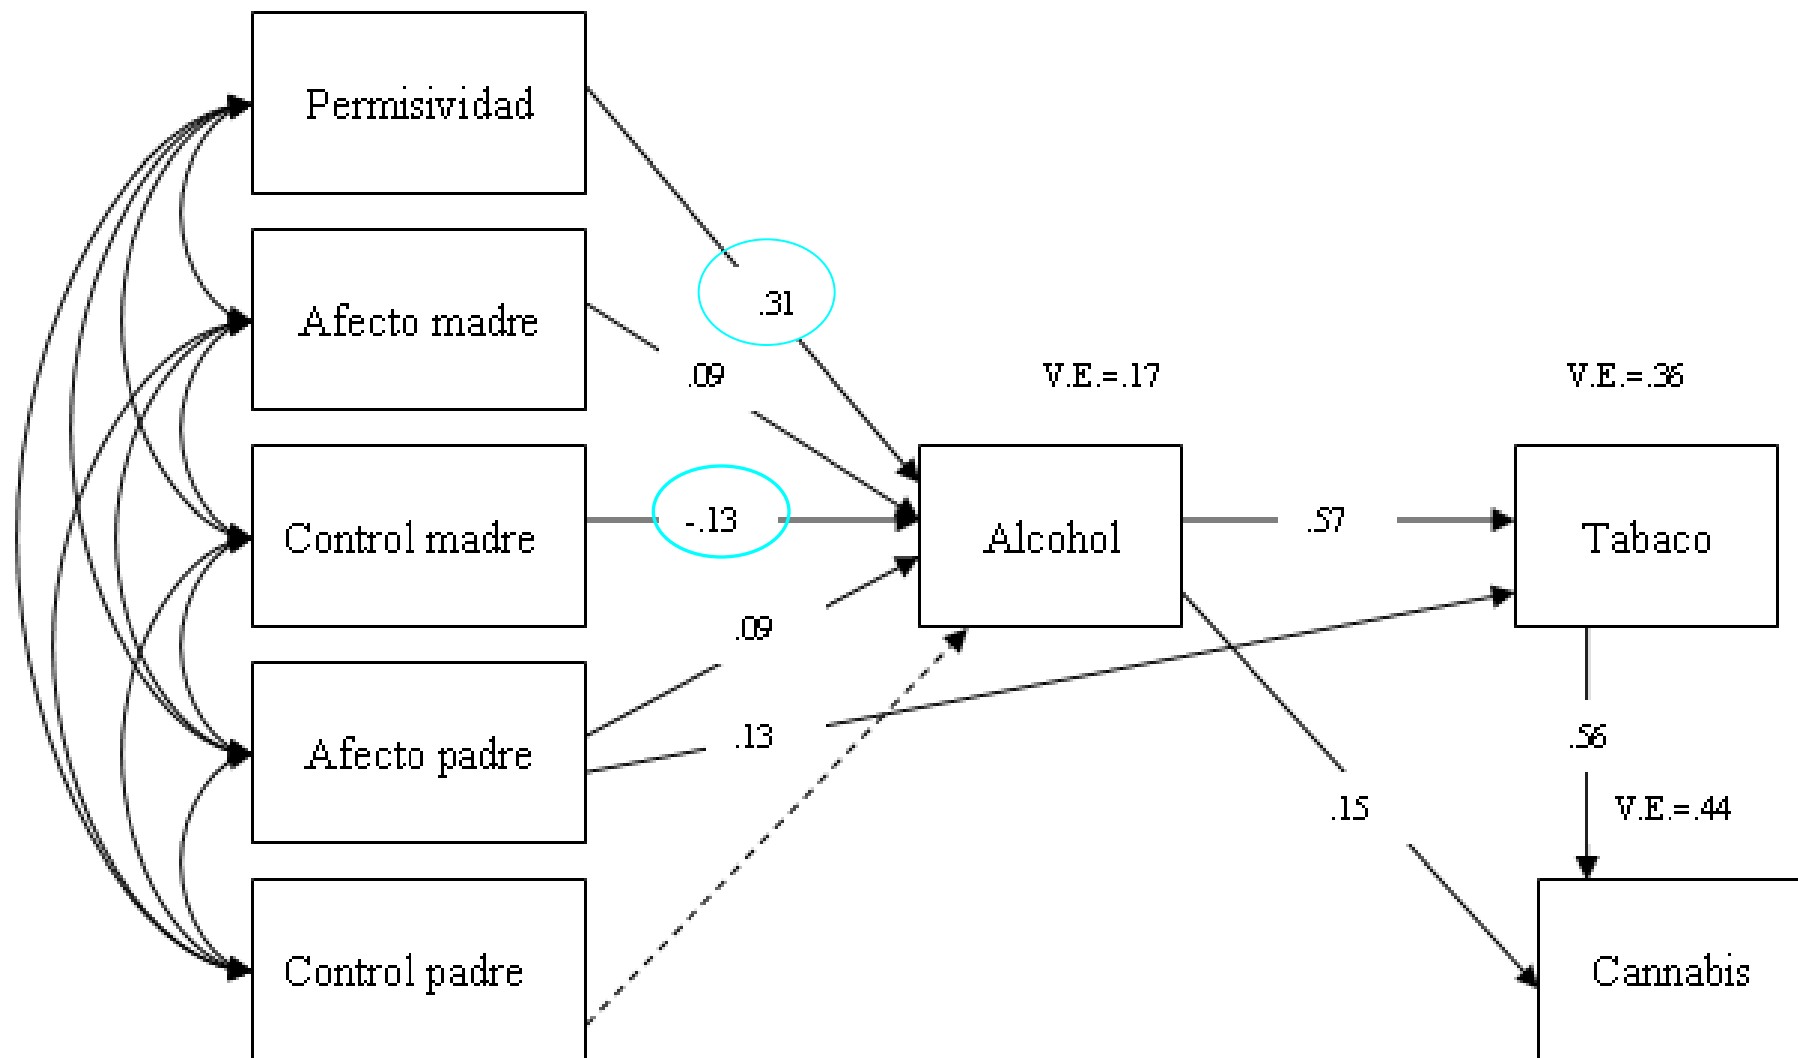 Permisividad
Afecto madre
Control madre
Afecto padre
Control padre
.31
.09
-.13
.09
.13
V.E.=.17
Alcohol
.57
.15
V.E.=.36
Tabaco
.56
V.E.=.44
Cannabis